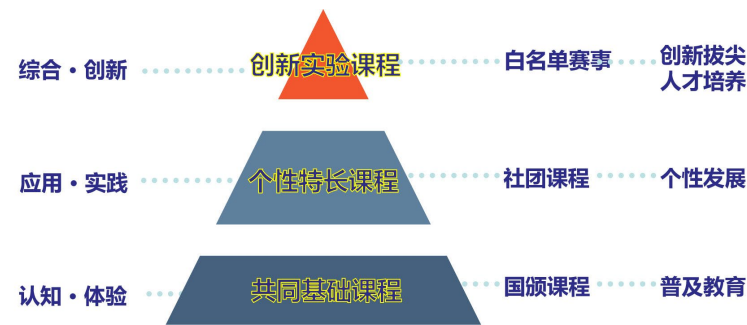 综合·创新 创新实验课程 白名单赛事 创新拔尖
人才培养
应用·实践 个性特长课程 社团课程 个性发展
认知·体验 共同基础课程 国颁课程 普及教育